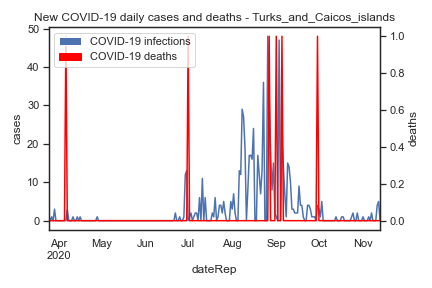 New COVID-19 daily cases and deaths - Turks_and_Caicos_islands
COVID-19 infections
COVID-19 deaths
50
40
30
20
10
0
cases
1.0
0.8
0.6
0.4
0.2
0.0
deaths
Apr May Jun Jul Aug Sep Oct Nov
2020
dateRep